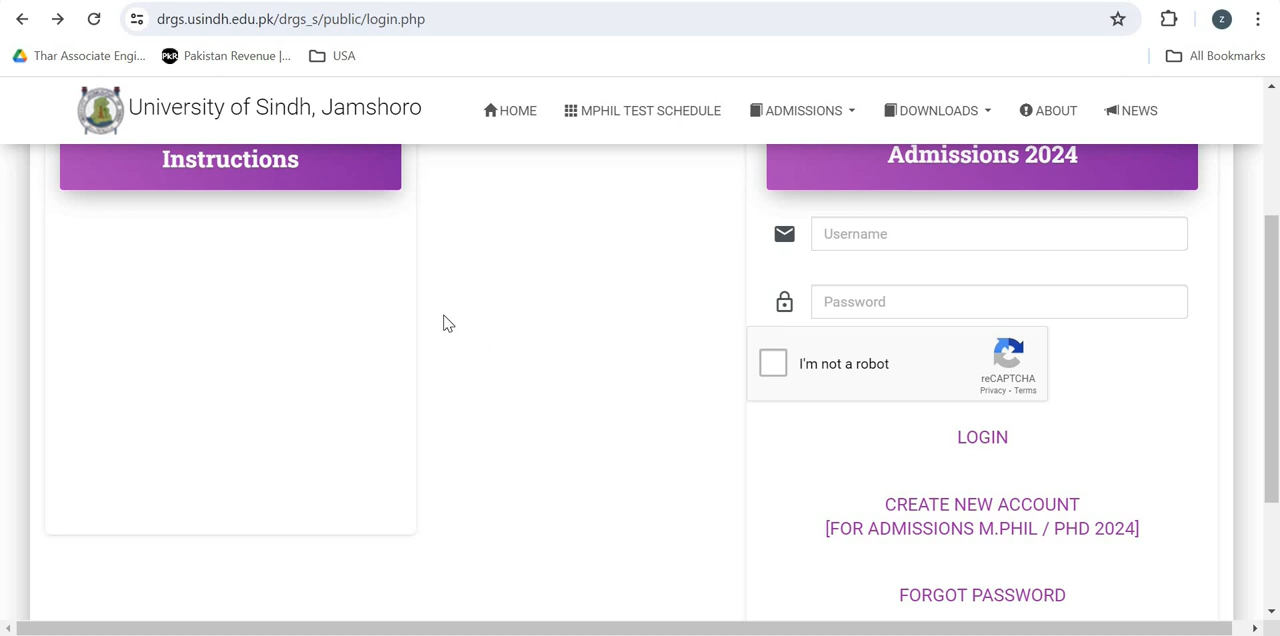 drgs.usindh.edu.pk/drgs_s/public/login.php
z
Thar Associate Engi...
PkR
Pakistan Revenue |...
USA
All Bookmarks
University of Sindh, Jamshoro
HOME
MPHIL TEST SCHEDULE
ADMISSIONS
DOWNLOADS
ABOUT
NEWS
Instructions
Admissions 2024
Username
Password
I'm not a robot
reCAPTCHA
Privacy - Terms
LOGIN
CREATE NEW ACCOUNT
[FOR ADMISSIONS M.PHIL / PHD 2024]
FORGOT PASSWORD